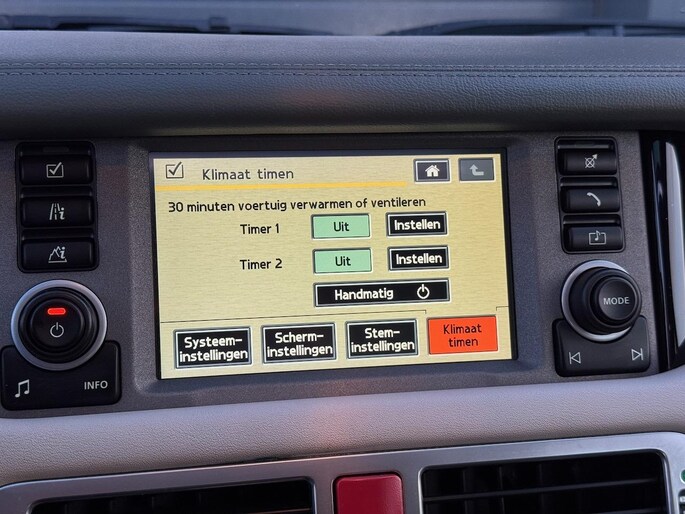 Klimaat timen
30 minuten voertuig verwarmen of ventileren
Timer 1 Uit Instellen
Timer 2 Uit Instellen
Handmatig
Systeem-
instellingen
Scherm-
instellingen
Stem-
instellingen
Klimaat
timen
MODE
INFO